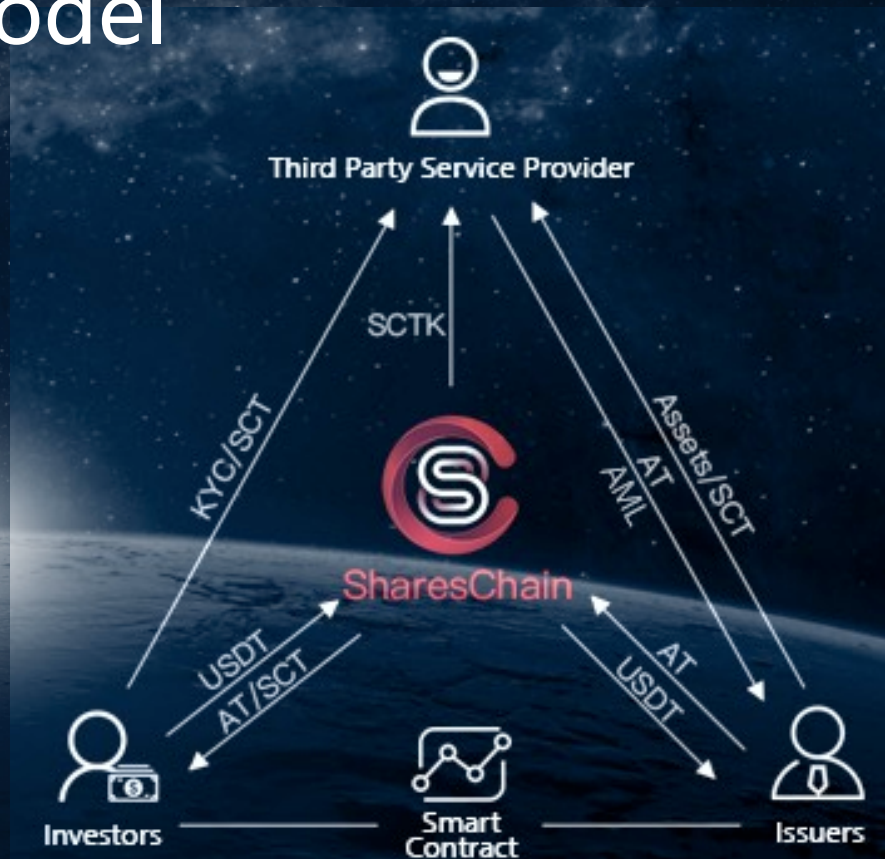 odel
Third Party Service Provider
SCTK
KYC/SCT
Assets/SCT
AT
AML
SharesChain
USDT
AT/SCT
AT
USDT
Investors
Smart
Contract
Issuers